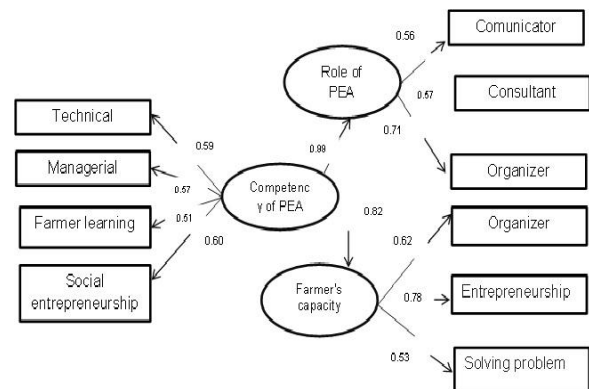 0.56
Comunicator
Role of
PEA
0.57
Consultant
Technical
0.71
0.59
0.89
Organizer
Managerial
0.57
Competenc
y of PEA
Farmer learning
0.51
0.82
Organizer
0.60
0.62
Social
entrepreneurship
Farmer's
capacity
0.78
Entrepreneurship
0.53
Solving problem